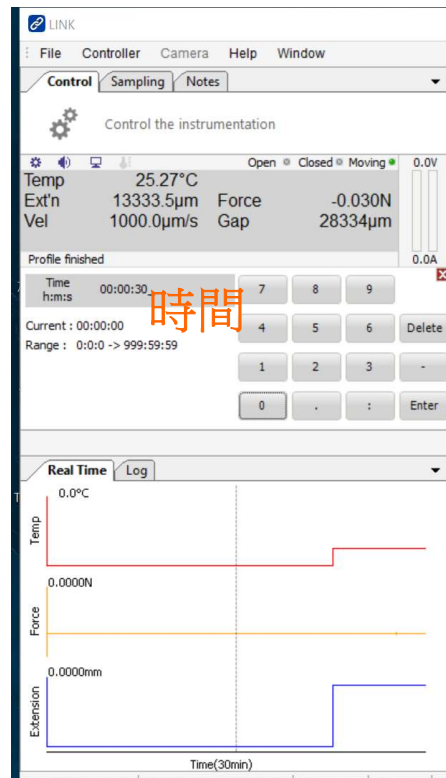 LINK
File Controller Camera Help Window
Control Sampling Notes
Control the instrumentation
Open Closed Moving 0.0V
Temp 25.27°C
Ext'n 13333.5µm Force -0.030N
Vel 1000.0µm/s Gap 28334µm
Profile finished 0.0A
Time
h:m:s 00:00:30_ 時間 7 8 9
Current : 00:00:00 4 5 6 Delete
Range : 0:0:0 -> 999:59:59
1 2 3 -
0 . : Enter
Real Time Log
0.0°C
Temp
0.0000N
Force
0.0000mm
Extension
Time(30min)